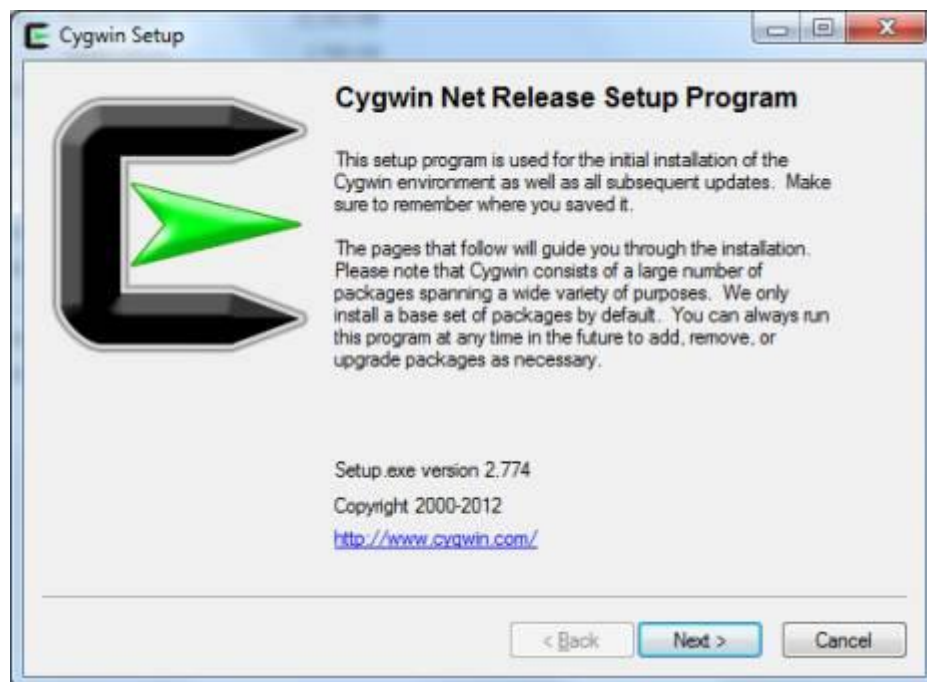 Cygwin Setup
Cygwin Net Release Setup Program
This setup program is used for the initial installation of the
Cygwin environment as well as all subsequent updates.  Make
sure to remember where you saved it.
The pages that follow will guide you through the installation.
Please note that Cygwin consists of a large number of
packages spanning a wide variety of purposes.  We only
install a base set of packages by default.  You can always run
this program at any time in the future to add, remove, or
upgrade packages as necessary.
Setup.exe version 2.774
Copyright 2000-2012
http://www.cygwin.com/
< Back
Next >
Cancel